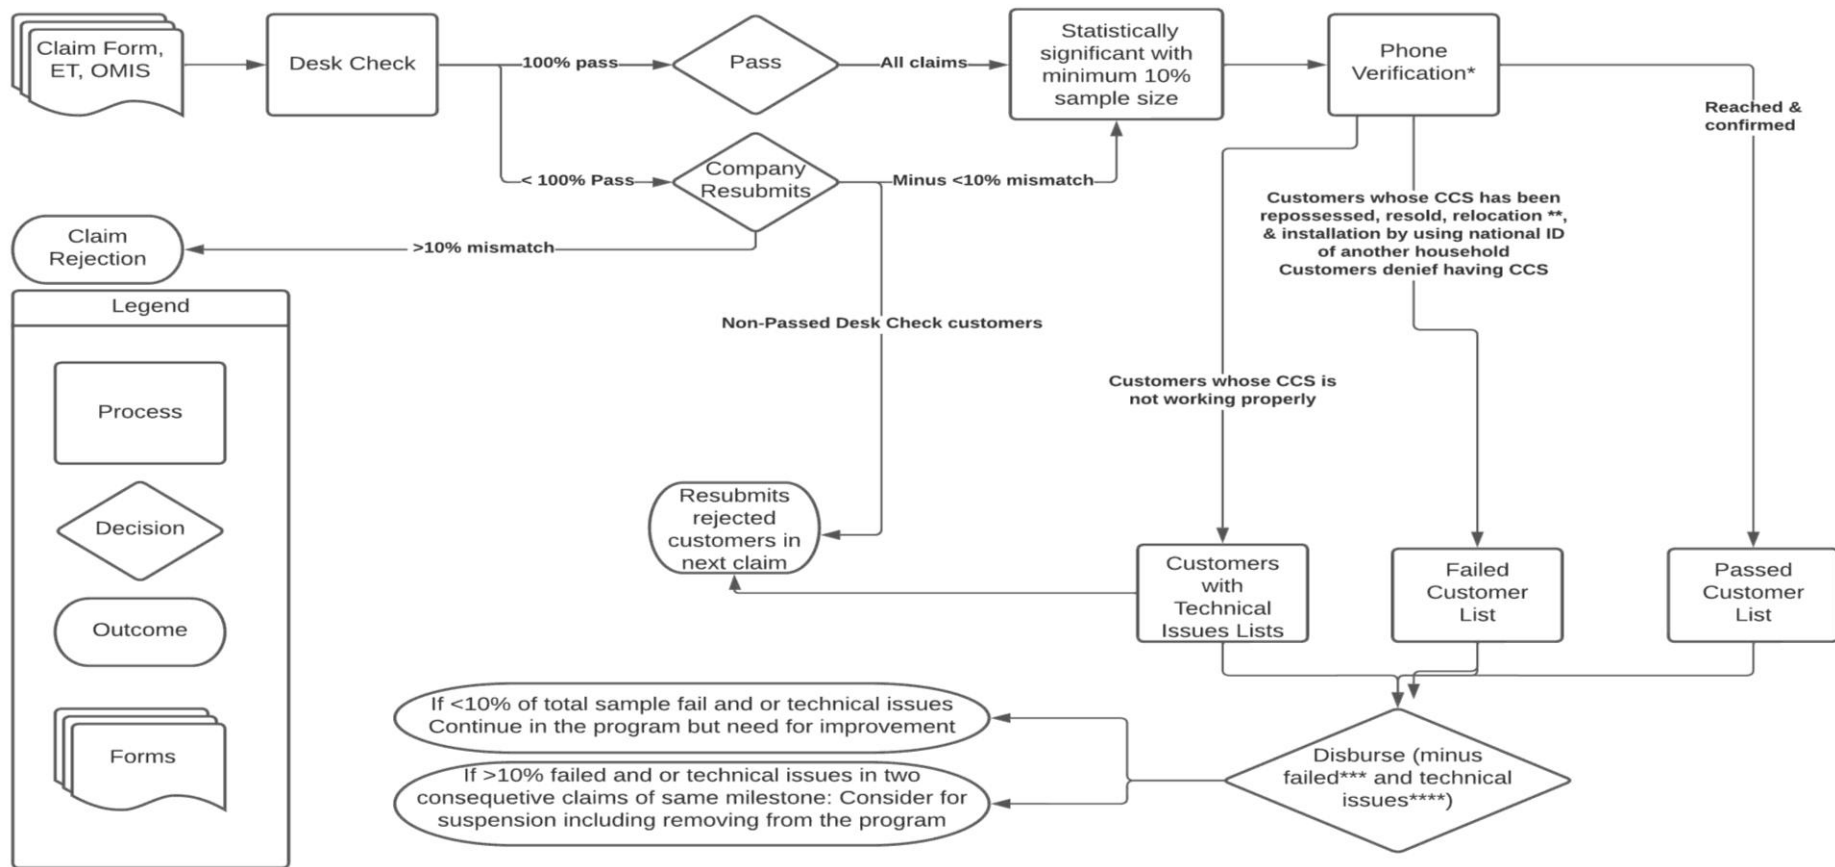 Claim Form,
ET, OMIS
Desk Check
100% pass
Pass
All claims
Statistically
significant with
minimum 10%
sample size
Phone
Verification*
Reached &
confirmed
< 100% Pass
Company
Resubmits
Minus <10% mismatch
Claim
Rejection
>10% mismatch
Customers whose CCS has been
repossessed, resold, relocation **,
& installation by using national ID
of another household
Customers denief having CCS
Legend
Process
Decision
Outcome
Forms
Non-Passed Desk Check customers
Customers whose CCS is
not working properly
Resubmits
rejected
customers in
next claim
Customers
with
Technical
Issues Lists
Failed
Customer
List
Passed
Customer
List
If <10% of total sample fail and or technical issues
Continue in the program but need for improvement
If >10% failed and or technical issues in two
consequetive claims of same milestone: Consider for
suspension including removing from the program
Disburse (minus
failed*** and technical
issues****)